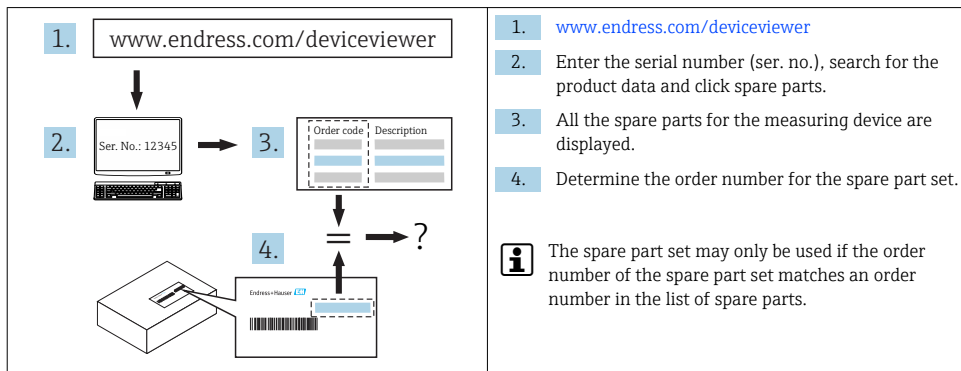 1. www.endress.com/deviceviewer
2. Ser. No.: 12345
3. Order code Description
= ?
4.
Endress+Hauser EH
1. www.endress.com/deviceviewer
2. Enter the serial number (ser. no.), search for the
product data and click spare parts.
3. All the spare parts for the measuring device are
displayed.
4. Determine the order number for the spare part set.
i The spare part set may only be used if the order
number of the spare part set matches an order
number in the list of spare parts.